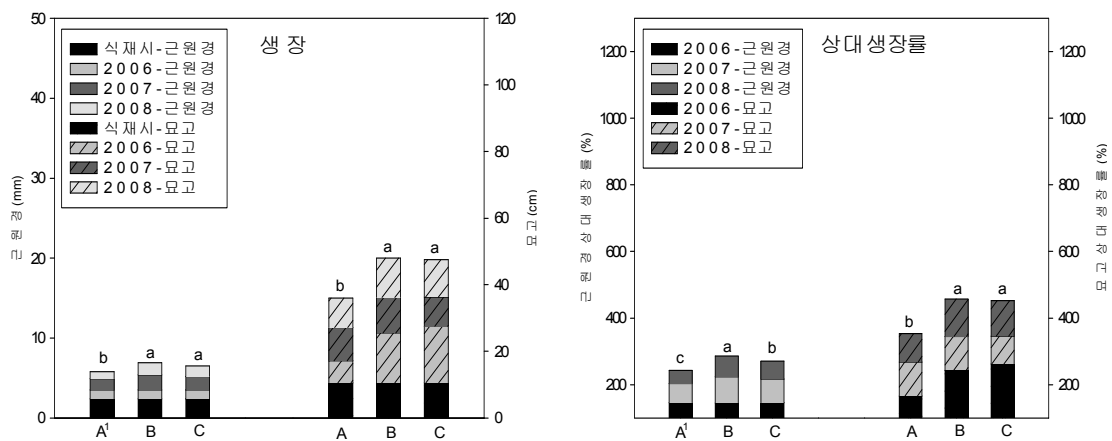 생 장
식재시-근원경
2006-근원경
2007-근원경
2008-근원경
식재시-묘고
2006-묘고
2007-묘고
2008-묘고
50
40
30
20
10
0
근 원 경 (mm)
120
100
80
60
40
20
0
묘고(cm)
b a a
b a a
A¹ B C
A B C
상대생장률
2006-근원경
2007-근원경
2008-근원경
2006-묘고
2007-묘고
2008-묘고
1200
1000
800
600
400
200
근 원 경 상 대 생 장 률 (%)
1200
1000
800
600
400
200
묘고 상 대 생 장 률 (%)
c a b
b a a
A¹ B C
A B C